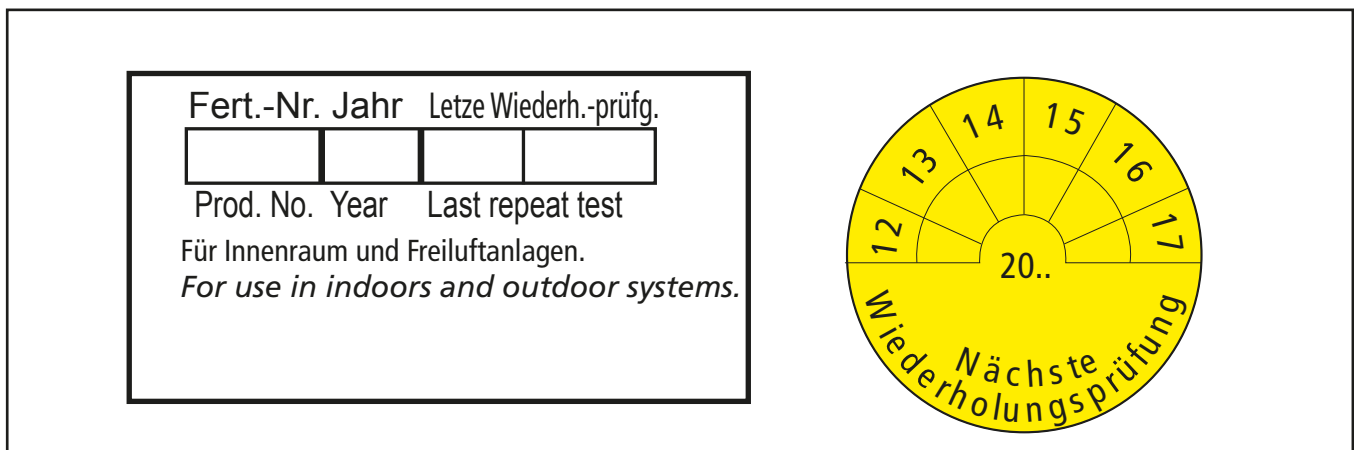 Fert.-Nr. Jahr Letze Wiederh.-prüfg.
Prod. No. Year Last repeat test
Für Innenraum und Freiluftanlagen.
For use in indoors and outdoor systems.
12 13 14 15 16 17
20..
Nächste
Wiederholungsprüfung